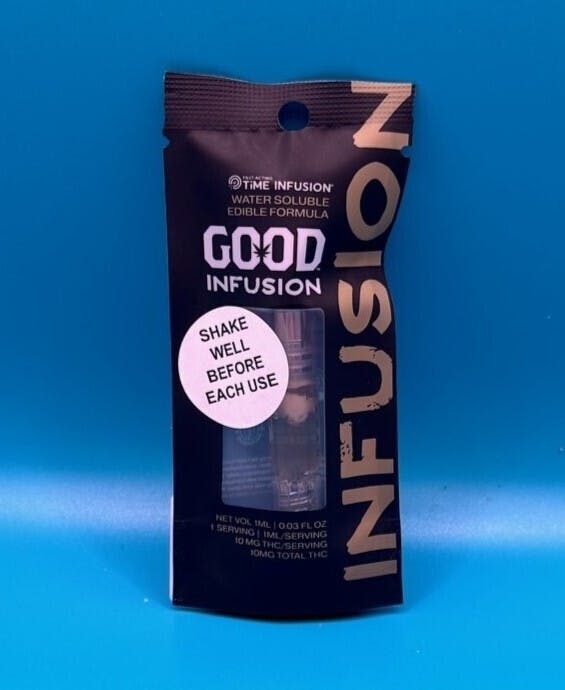 FAST ACTING
TiME INFUSION
WATER SOLUBLE
EDIBLE FORMULA
GOOD
INFUSION
SHAKE
WELL
BEFORE
EACH USE
NET VOL 1ML | 0.03 FL OZ
1 SERVING | 1ML/SERVING
10 MG THC/SERVING
10MG TOTAL THC
INFUSION